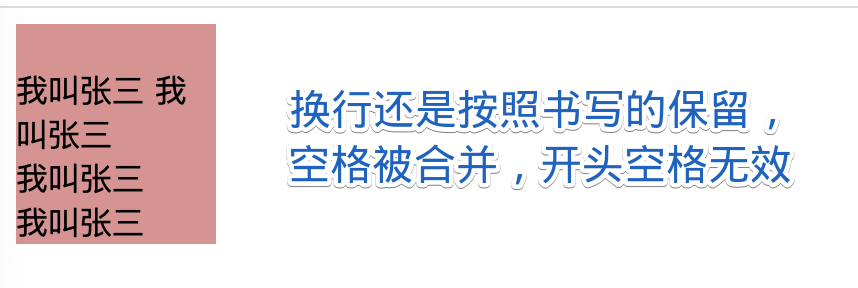 我叫张三 我
叫张三
我叫张三
我叫张三
换行还是按照书写的保留，
空格被合并，开头空格无效